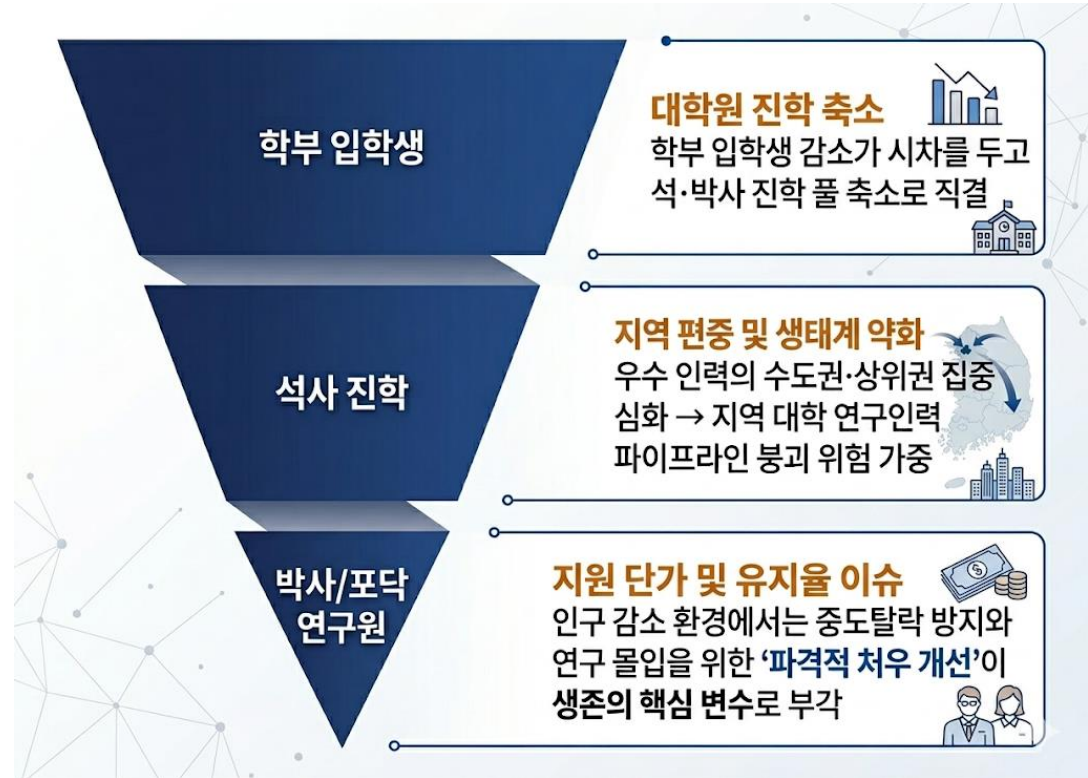 학부 입학생
대학원 진학 축소
학부 입학생 감소가 시차를 두고
석·박사 진학 풀 축소로 직결
석사 진학
지역 편중 및 생태계 약화
우수 인력의 수도권·상위권 집중
심화 → 지역 대학 연구인력
파이프라인 붕괴 위험 가중
박사/포닥
연구원
지원 단가 및 유지율 이슈
인구 감소 환경에서는 중도탈락 방지와
연구 몰입을 위한 ‘파격적 처우 개선’이
생존의 핵심 변수로 부각